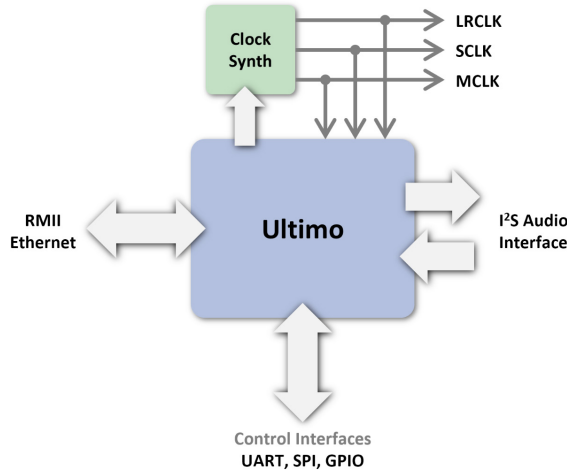 Clock
Synth
LRCLK
SCLK
MCLK
RMII
Ethernet
Ultimo
I²S Audio
Interface
Control Interfaces
UART, SPI, GPIO